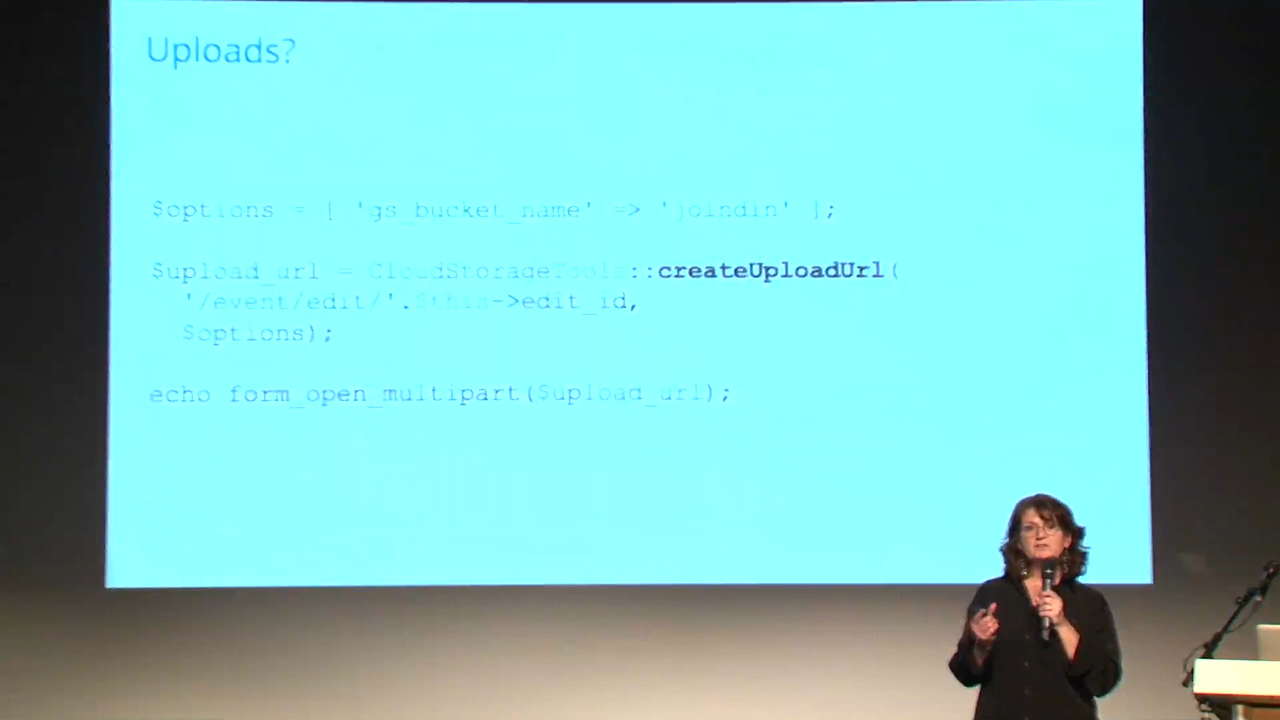 Uploads?
$options = [ 'gs_bucket_name' => 'joindin' ];
$upload_url = CloudStorageTools::createUploadUrl(
'/event/edit/'.$this->edit_id,
$options);
echo form_open_multipart($upload_url);